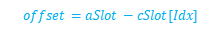 offset = aSlot − cSlot[Idx]